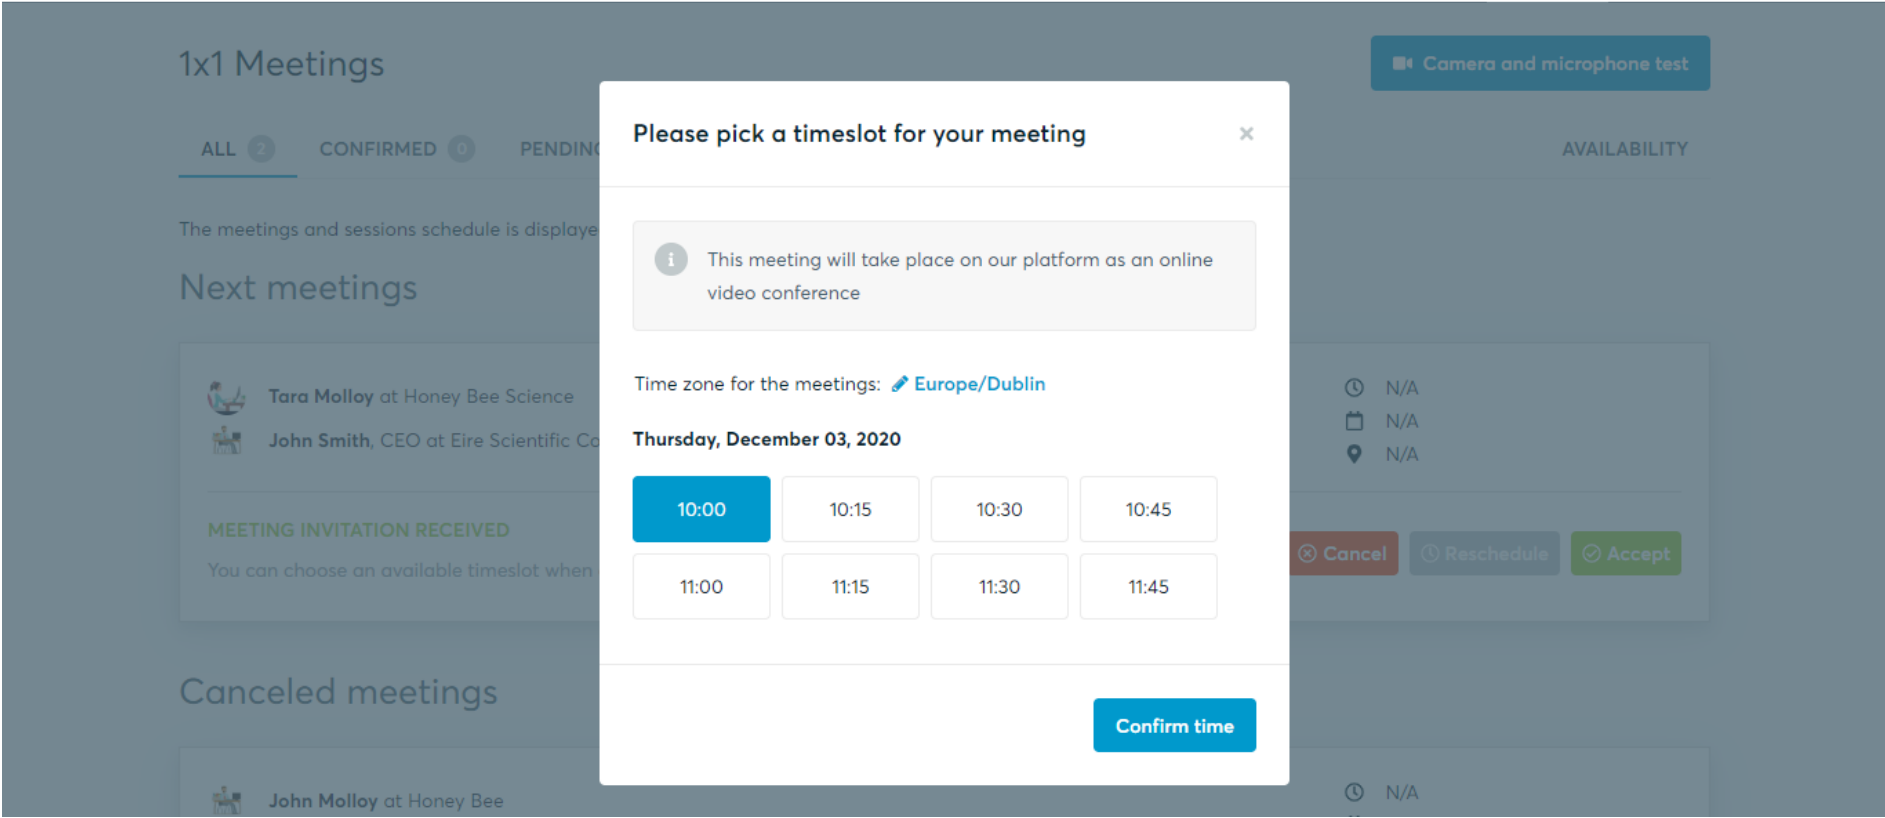 1x1 Meetings
Camera and microphone test
ALL 2 CONFIRMED 0 PENDING AVAILABILITY
The meetings and sessions schedule is displaye
Next meetings
Tara Molloy at Honey Bee Science
John Smith, CEO at Eire Scientific Co
MEETING INVITATION RECEIVED
You can choose an available timeslot when
Please pick a timeslot for your meeting
×
This meeting will take place on our platform as an online
video conference
Time zone for the meetings: Europe/Dublin
Thursday, December 03, 2020
10:00 10:15 10:30 10:45
11:00 11:15 11:30 11:45
Confirm time
N/A
N/A
N/A
Cancel Reschedule Accept
Canceled meetings
John Molloy at Honey Bee
N/A